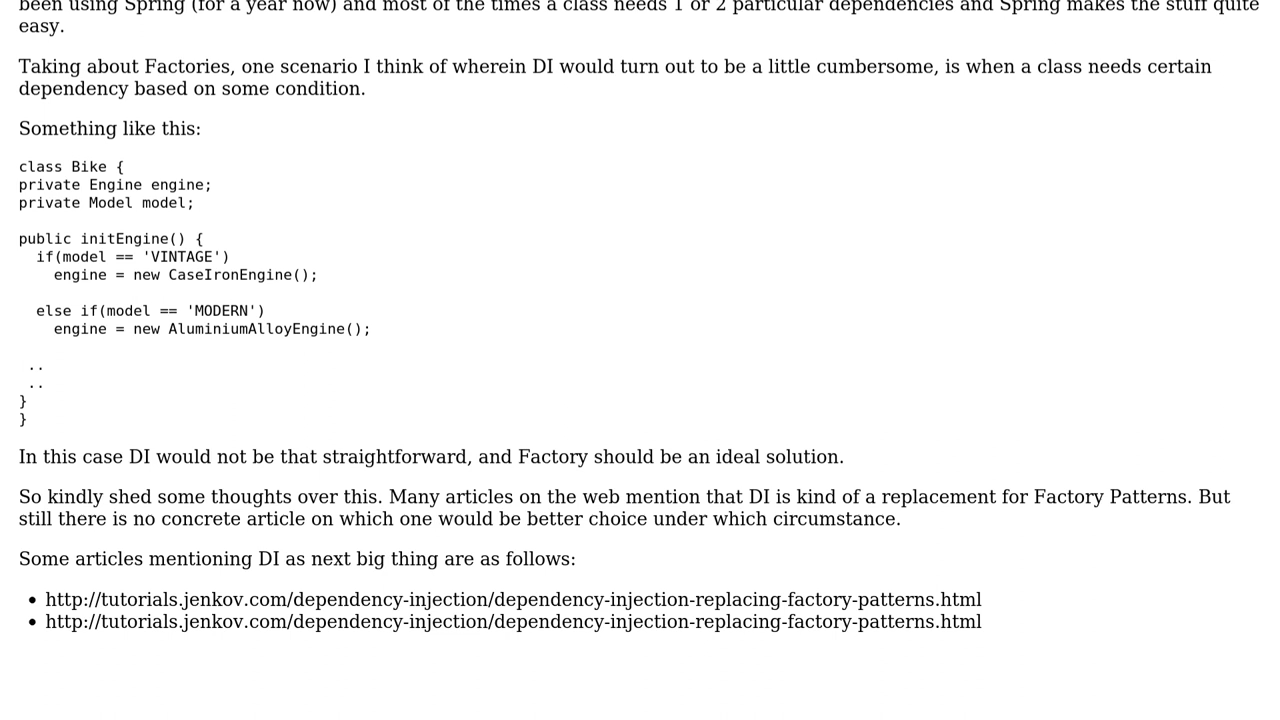 been using Spring (for a year now) and most of the times a class needs 1 or 2 particular dependencies and Spring makes the stuff quite
easy.
Taking about Factories, one scenario I think of wherein DI would turn out to be a little cumbersome, is when a class needs certain
dependency based on some condition.
Something like this:
class Bike {
private Engine engine;
private Model model;
public initEngine() {
  if(model == 'VINTAGE')
    engine = new CaseIronEngine();
  else if(model == 'MODERN')
    engine = new AluminiumAlloyEngine();
 ..
 ..
}
}
In this case DI would not be that straightforward, and Factory should be an ideal solution.
So kindly shed some thoughts over this. Many articles on the web mention that DI is kind of a replacement for Factory Patterns. But
still there is no concrete article on which one would be better choice under which circumstance.
Some articles mentioning DI as next big thing are as follows:
• http://tutorials.jenkov.com/dependency-injection/dependency-injection-replacing-factory-patterns.html
• http://tutorials.jenkov.com/dependency-injection/dependency-injection-replacing-factory-patterns.html